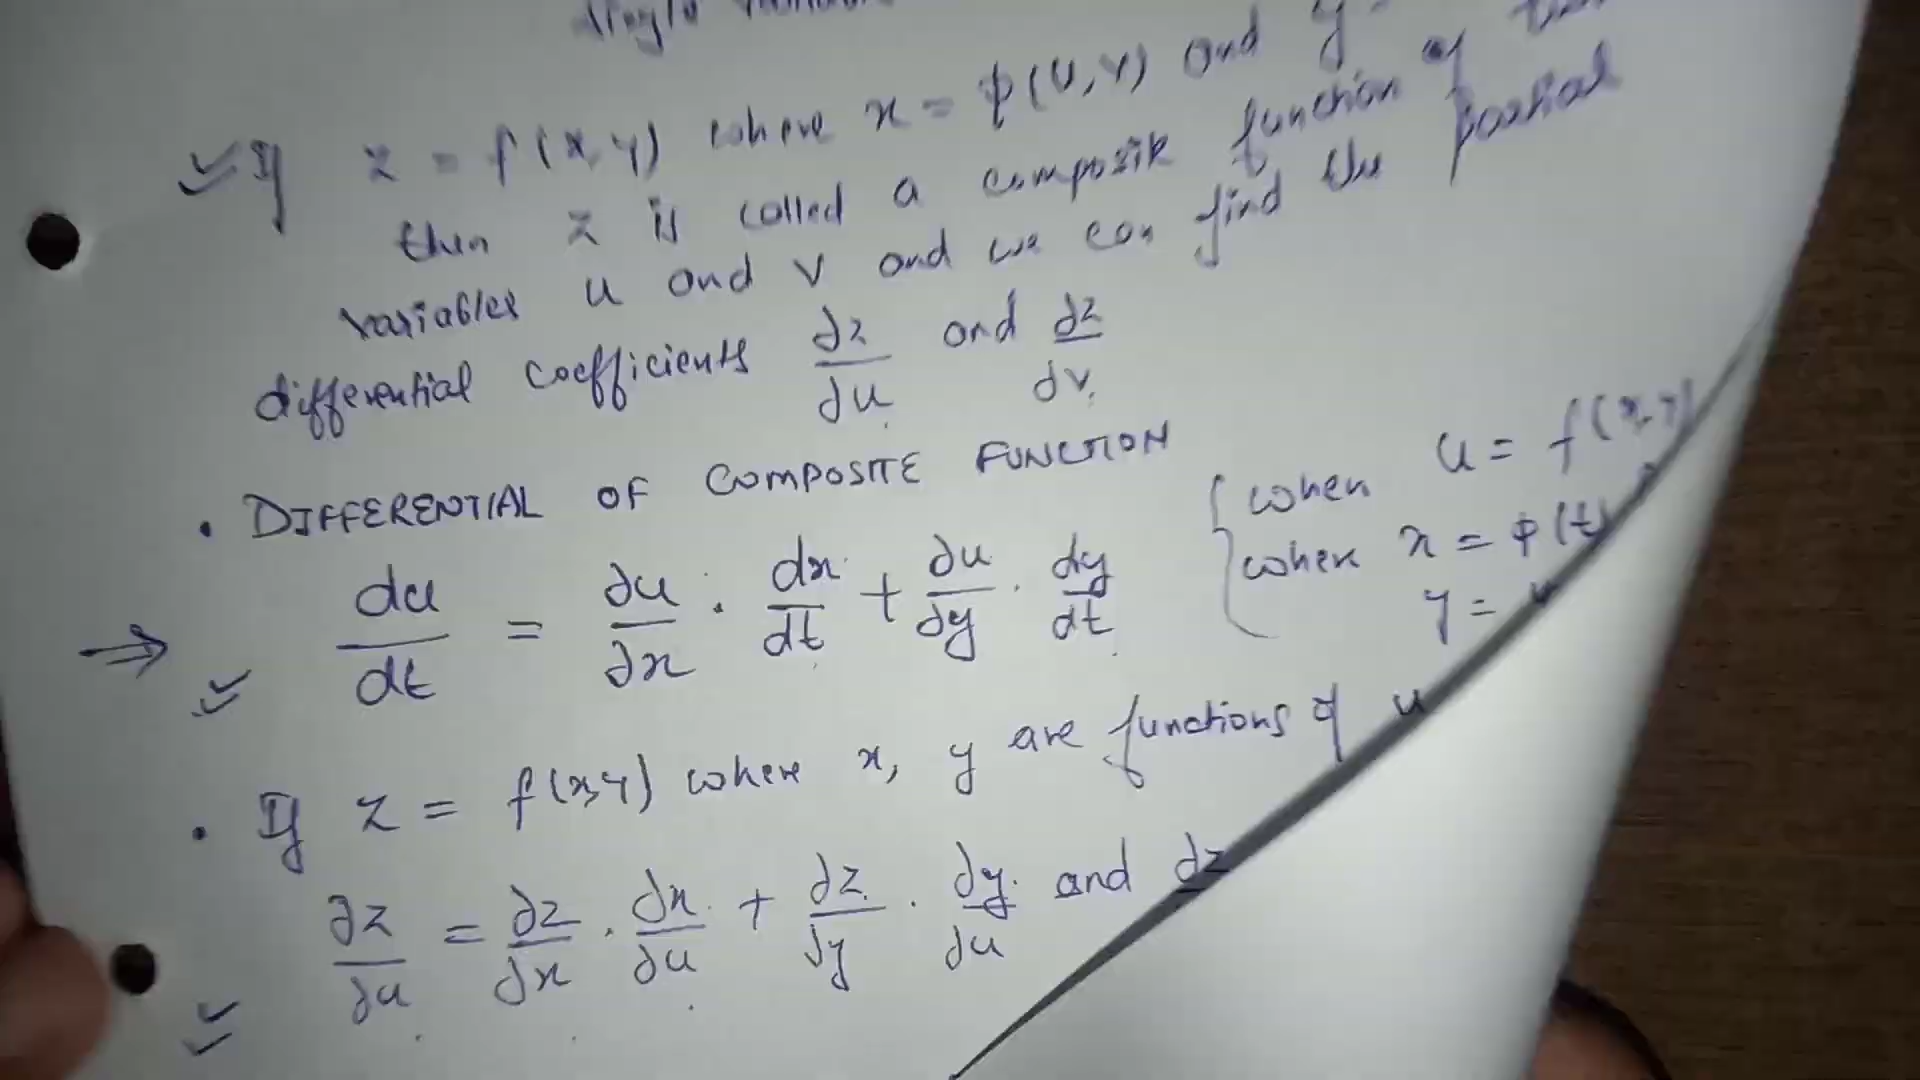 If z = f(x, y) where x = φ(u, v) and y
then z is called a composite function of
variables u and v and we can find the partial
differential coefficients ∂z/∂u and ∂z/∂v.
• DIFFERENTIAL OF COMPOSITE FUNCTION
{when u = f(x, y)
⇒ du/dt = ∂u/∂x . dx/dt + ∂u/∂y . dy/dt
when x = φ(t)
y =
• If z = f(x, y) where x, y are functions of u
∂z/∂u = ∂z/∂x . ∂x/∂u + ∂z/∂y . ∂y/∂u and ∂z